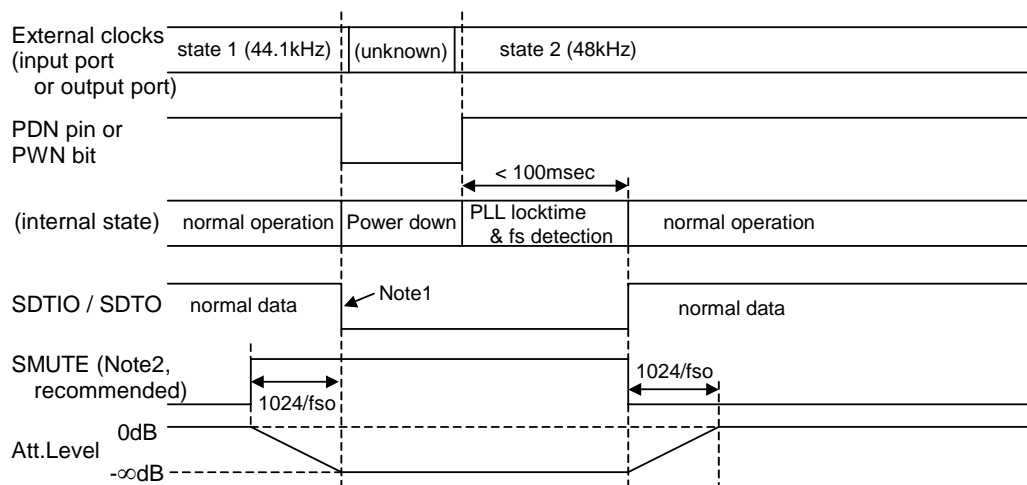 External clocks
(input port
or output port)
state 1 (44.1kHz)
(unknown)
state 2 (48kHz)
PDN pin or
PWN bit
< 100msec
(internal state)
normal operation
Power down
PLL locktime
& fs detection
normal operation
SDTIO / SDTO
normal data
Note1
normal data
SMUTE (Note2,
recommended)
1024/fso
1024/fso
Att.Level
0dB
-∞dB